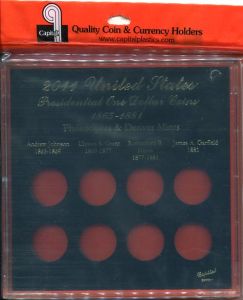 Capital
Quality Coin & Currency Holders
www.capitalplastics.com
2011 United States
Presidential One Dollar Coins
1865-1881
Philadelphia & Denver Mints
Andrew Johnson
1865-1869
Ulysses S. Grant
1869-1877
Rutherford B.
Hayes
1877-1881
James A. Garfield
1881
Capital